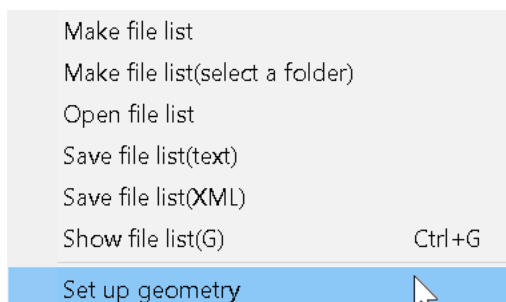 Make file list
Make file list(select a folder)
Open file list
Save file list(text)
Save file list(XML)
Show file list(G) Ctrl+G
Set up geometry